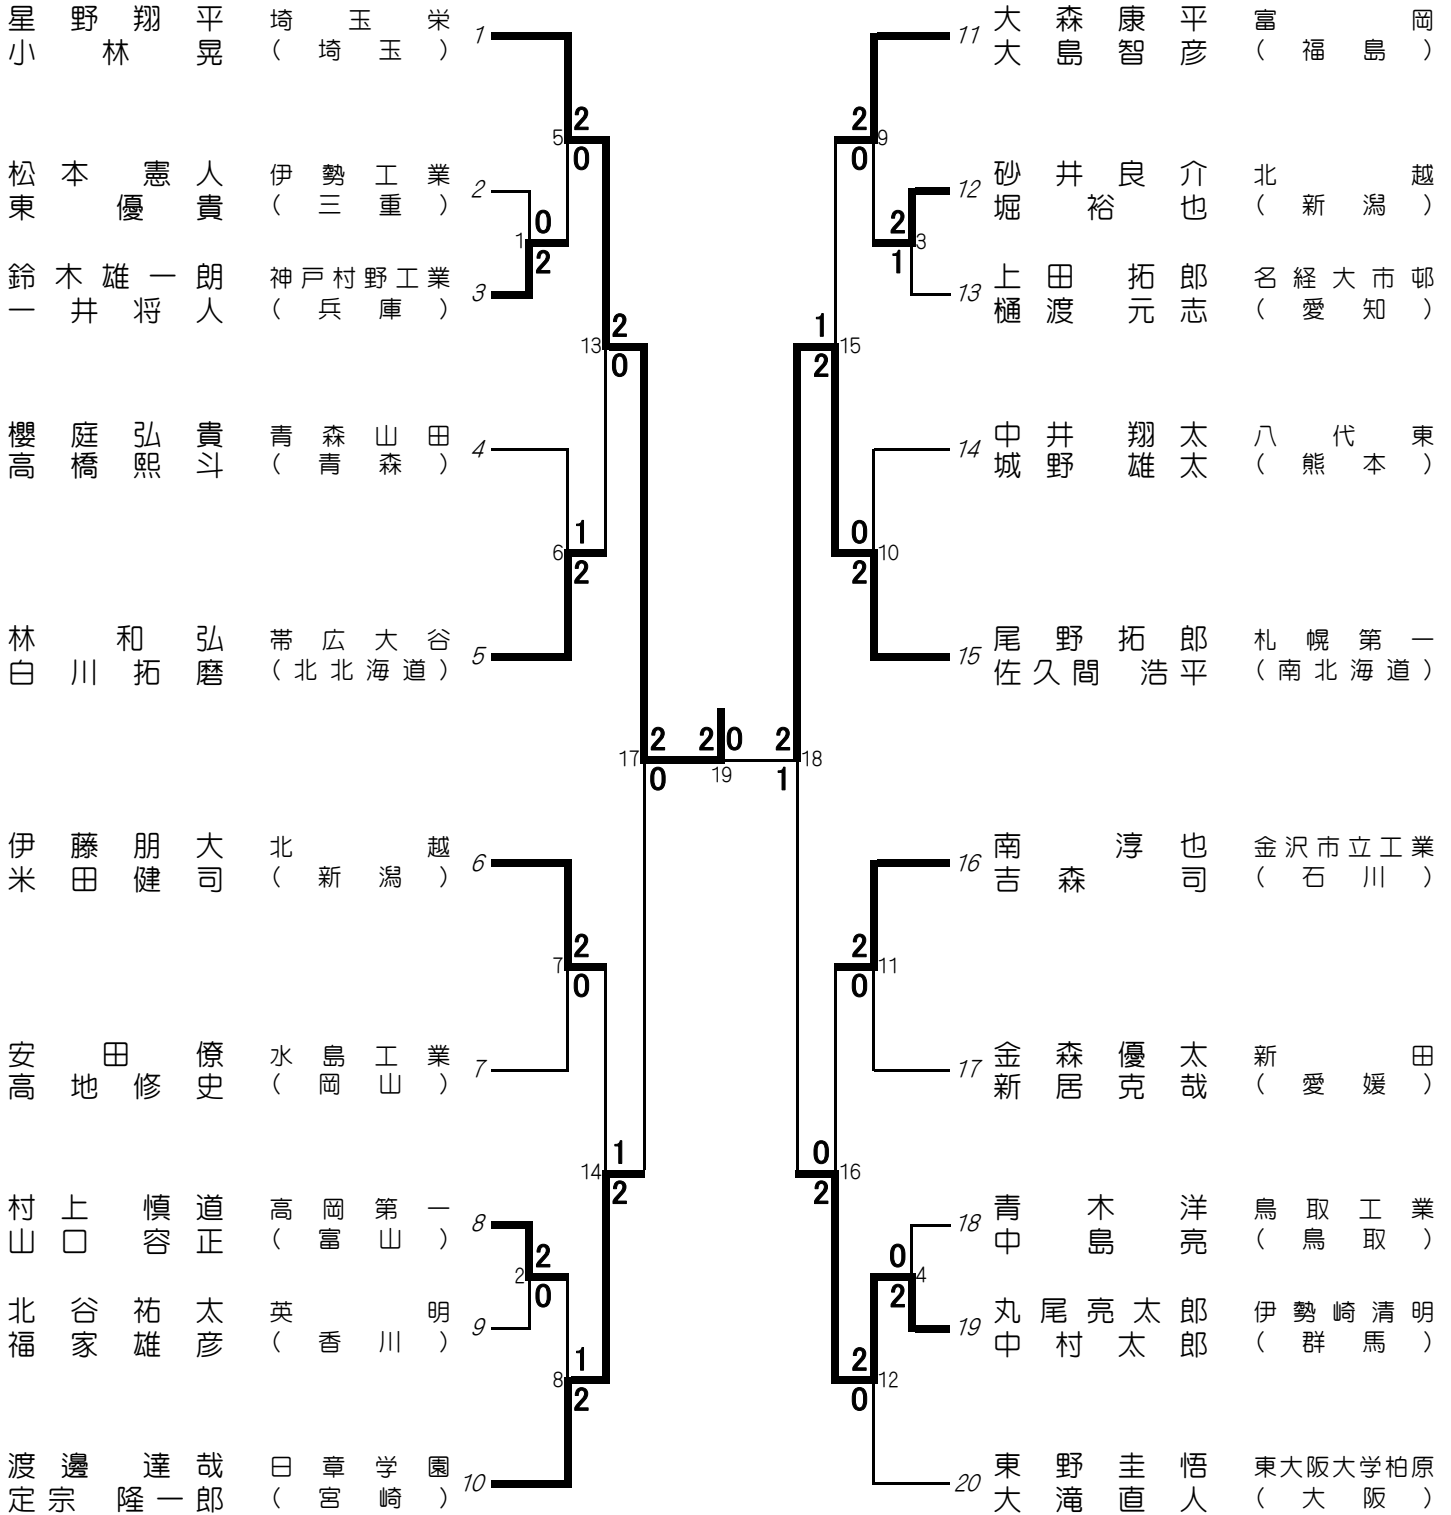 星野翔平 埼玉栄
小林晃 (埼玉)
1
松本憲人 伊勢工業
東優貴 (三重)
2
鈴木雄一朗 神戸村野工業
一井将人 (兵庫)
3
櫻庭弘貴 青森山田
高橋熙斗 (青森)
4
林和弘 帯広大谷
白川拓磨 (北北海道)
5
伊藤朋大 北越
米田健司 (新潟)
6
安田僚 水島工業
高地修史 (岡山)
7
村上慎道 高岡第一
山口容正 (富山)
8
北谷祐太 英明
福家雄彦 (香川)
9
渡邊達哉 日章学園
定宗隆一郎 (宮崎)
10
5 2
0
1 0
2
13 2
0
6 1
2
17 2
0
2 0
19
7 2
0
14 1
2
2 2
0
8 1
2
2 9
0
2 3
1
1 15
2
0 10
2
2 18
1
2 11
0
0 16
2
0 4
2
2 12
0
11
大森康平 富岡
大島智彦 (福島)
12
砂井良介 北越
堀裕也 (新潟)
13
上田拓郎 名経大市邨
樋渡元志 (愛知)
14
中井翔太 八代東
城野雄太 (熊本)
15
尾野拓郎 札幌第一
佐久間浩平 (南北海道)
16
南淳也 金沢市立工業
吉森司 (石川)
17
金森優太 新田
新居克哉 (愛媛)
18
青木洋 鳥取工業
中島亮 (鳥取)
19
丸尾亮太郎 伊勢崎清明
中村太郎 (群馬)
20
東野圭悟 東大阪大学柏原
大滝直人 (大阪)